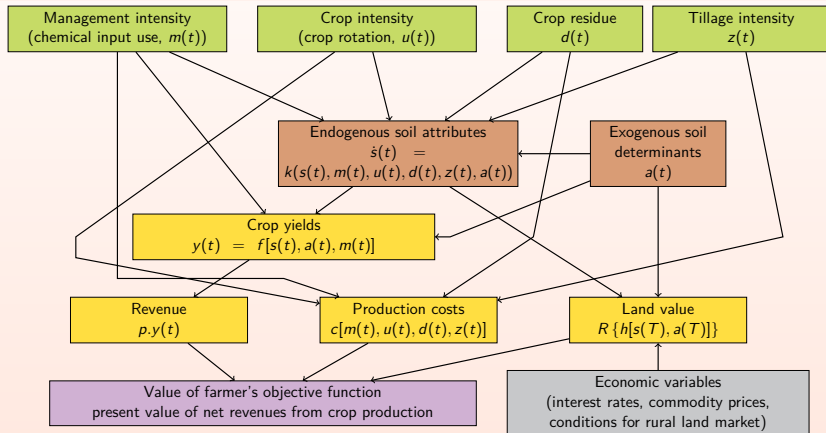 Management intensity
(chemical input use, m(t))
Crop intensity
(crop rotation, u(t))
Crop residue
d(t)
Tillage intensity
z(t)
Endogenous soil attributes
ṡ(t) =
k(s(t), m(t), u(t), d(t), z(t), a(t))
Exogenous soil
determinants
a(t)
Crop yields
y(t) = f[s(t), a(t), m(t)]
Revenue
p.y(t)
Production costs
c[m(t), u(t), d(t), z(t)]
Land value
R {h[s(T), a(T)]}
Value of farmer's objective function
present value of net revenues from crop production
Economic variables
(interest rates, commodity prices,
conditions for rural land market)